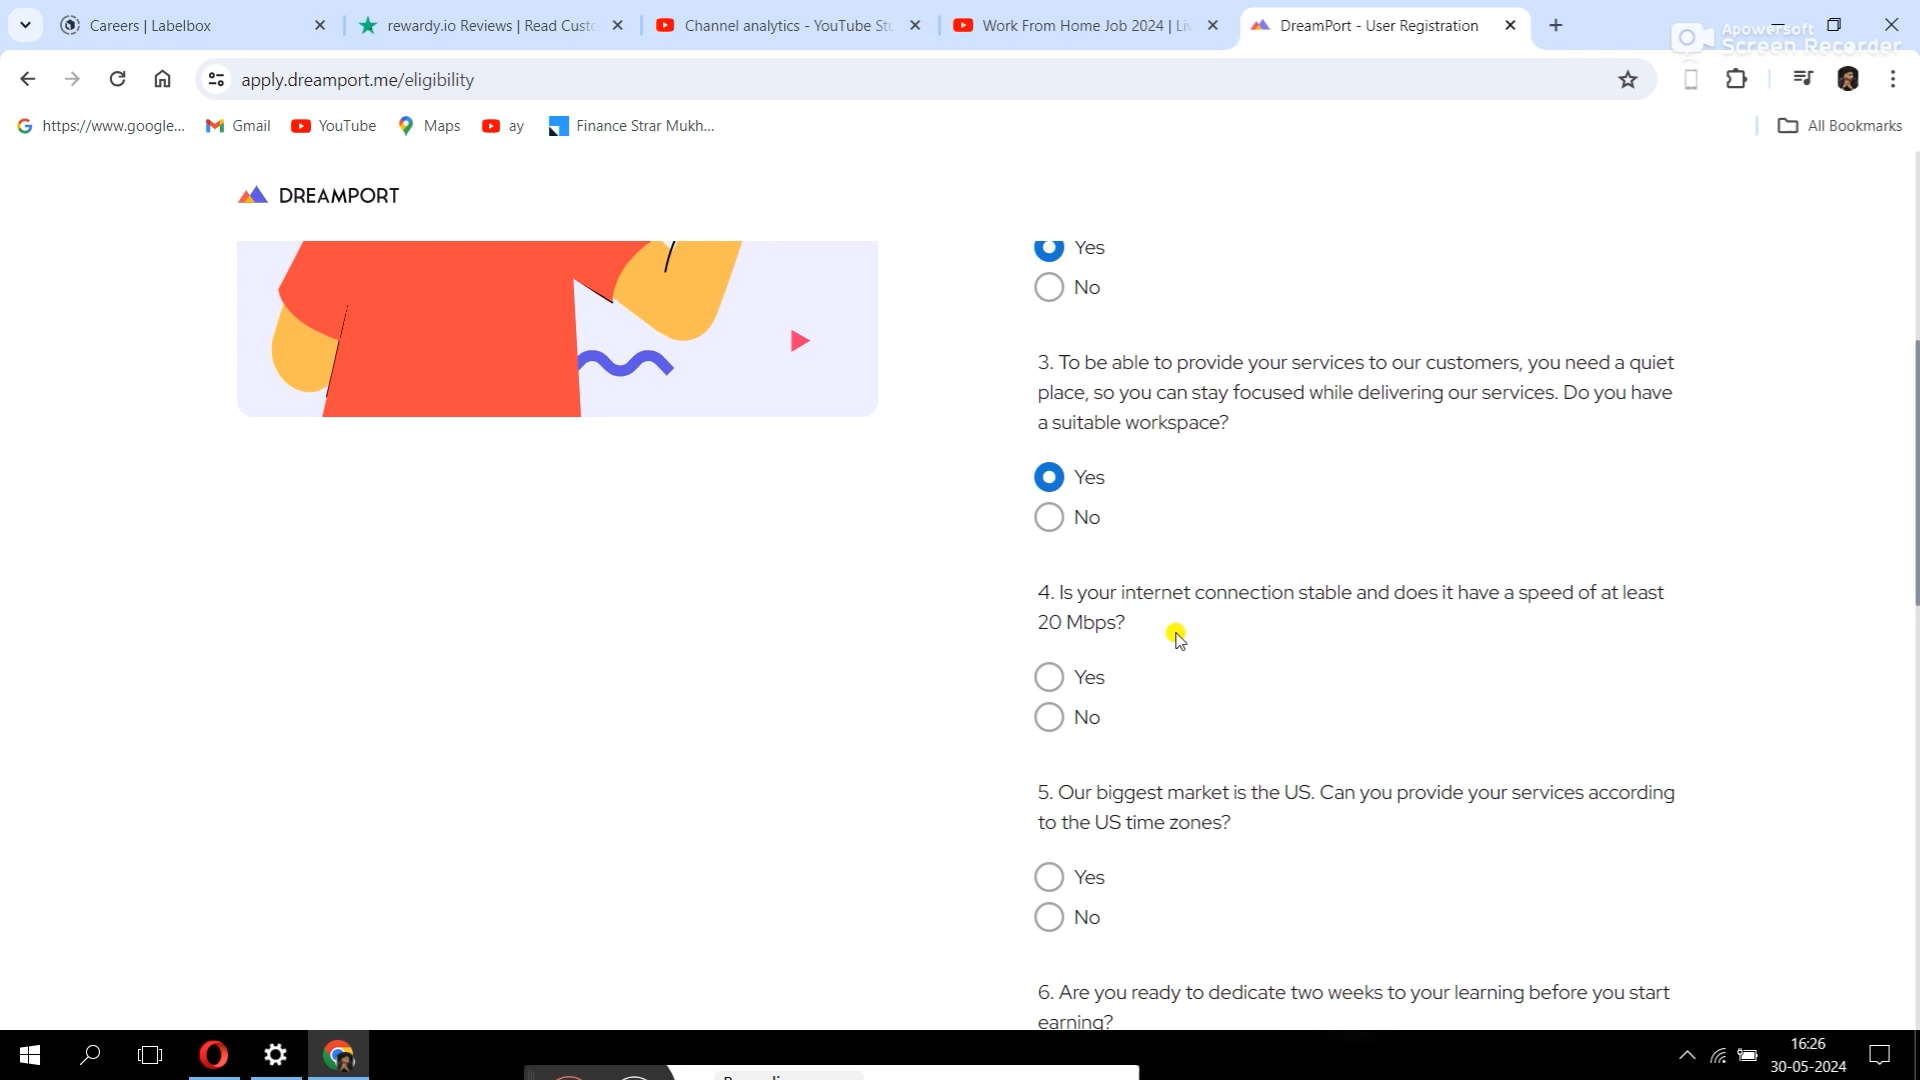 Careers | Labelbox
rewardy.io Reviews | Read Custo
Channel analytics - YouTube Stu
Work From Home Job 2024 | Liv
DreamPort - User Registration
Apowersoft
Screen Recorder
apply.dreamport.me/eligibility
https://www.google...
Gmail
YouTube
Maps
ay
Finance Strar Mukh...
All Bookmarks
DREAMPORT
Yes
No
3. To be able to provide your services to our customers, you need a quiet
place, so you can stay focused while delivering our services. Do you have
a suitable workspace?
Yes
No
4. Is your internet connection stable and does it have a speed of at least
20 Mbps?
Yes
No
5. Our biggest market is the US. Can you provide your services according
to the US time zones?
Yes
No
6. Are you ready to dedicate two weeks to your learning before you start
earning?
16:26
30-05-2024